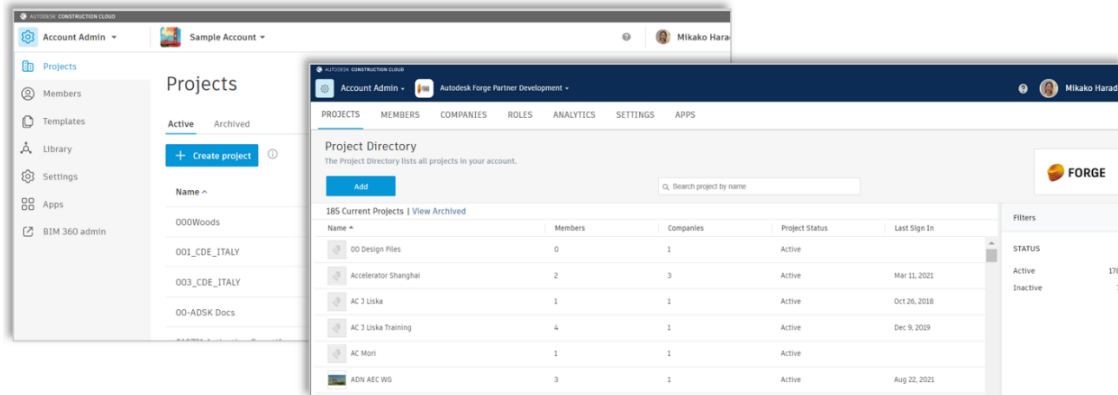 AUTODESK CONSTRUCTION CLOUD
Account Admin
Sample Account
Mikako Harad
Projects
Members
Templates
Library
Settings
Apps
BIM 360 admin
Projects
Active Archived
+ Create project
Name
000Woods
001_CDE_ITALY
003_CDE_ITALY
00-ADSK Docs
AUTODESK CONSTRUCTION CLOUD
Account Admin
Autodesk Forge Partner Development
Mikako Harad
PROJECTS MEMBERS COMPANIES ROLES ANALYTICS SETTINGS APPS
Project Directory
The Project Directory lists all projects in your account.
Add
Search project by name
FORGE
185 Current Projects | View Archived
Name Members Companies Project Status Last Sign In
00 Design Files 0 1 Active
Accelerator Shanghai 2 3 Active Mar 11, 2021
AC J Liska 1 1 Active Oct 26, 2018
AC J Liska Training 4 1 Active Dec 9, 2019
AC Mori 1 1 Active
ADN AEC WG 3 1 Active Aug 22, 2021
Filters
STATUS
Active 178
Inactive